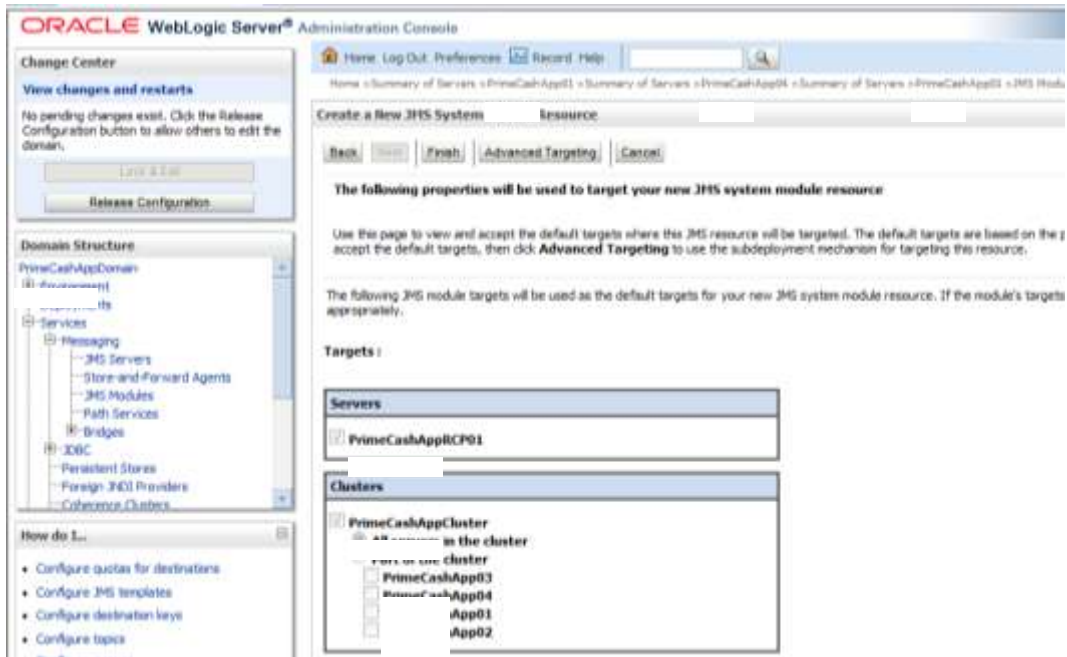 ORACLE WebLogic Server® Administration Console
Change Center
View changes and restarts
No pending changes exist. Click the Release
Configuration button to allow others to edit the
domain.
Lock & Edit
Release Configuration
Domain Structure
PrimeCashAppDomain
Environment
Services
Messaging
JMS Servers
Store-and-Forward Agents
JMS Modules
Path Services
Bridges
JDBC
Persistent Stores
Foreign JNDI Providers
Coherence Clusters
How do I...
Configure quotas for destinations
Configure JMS templates
Configure destination keys
Configure topics
Home Log Out Preferences Record Help
Home >Summary of Servers >PrimeCashApp01 >Summary of Servers >PrimeCashApp04 >Summary of Servers >PrimeCashApp03 >JMS
Create a New JMS System Resource
Back Next Finish Advanced Targeting Cancel
The following properties will be used to target your new JMS system module resource
Use this page to view and accept the default targets where this JMS resource will be targeted. The default targets are based on the
accept the default targets, then click Advanced Targeting to use the subdeployment mechanism for targeting this resource.
The following JMS module targets will be used as the default targets for your new JMS system module resource. If the module's targets
appropriately.
Targets :
Servers
PrimeCashAppRCP01
Clusters
PrimeCashAppCluster
in the cluster
cluster
PrimeCashApp03
PrimeCashApp04
App01
App02